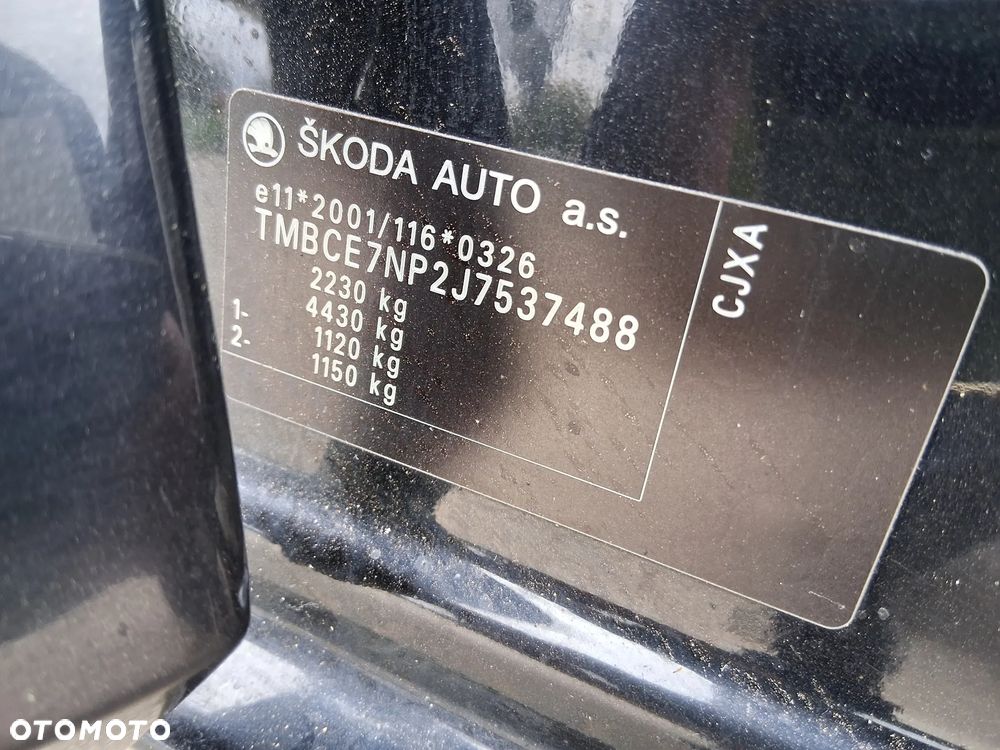 ŠKODA AUTO a.s.
e11*2001/116*0326
TMBCE7NP2J7537488
2230 kg
4430 kg
1- 1120 kg
2- 1150 kg
CJXA
OTOMOTO